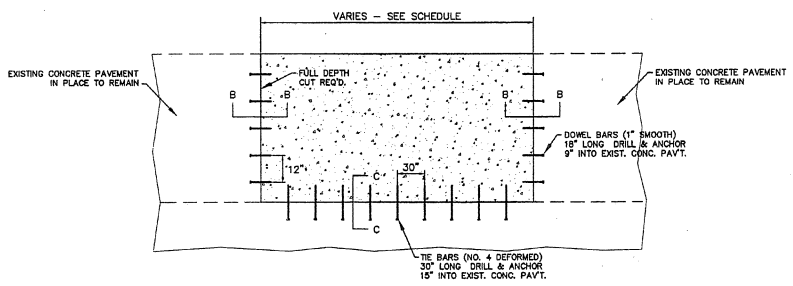 VARIES - SEE SCHEDULE
EXISTING CONCRETE PAVEMENT
IN PLACE TO REMAIN
FULL DEPTH
CUT REQ'D.
EXISTING CONCRETE PAVEMENT
IN PLACE TO REMAIN
B B
B B
DOWEL BARS (1" SMOOTH)
18" LONG DRILL & ANCHOR
9" INTO EXIST. CONC. PAV'T.
12"
C
30"
C
TIE BARS (NO. 4 DEFORMED)
30" LONG DRILL & ANCHOR
15" INTO EXIST. CONC. PAV'T.